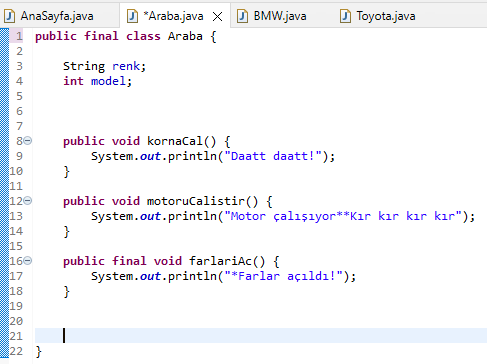 AnaSayfa.java *Araba.java BMW.java Toyota.java
1 public final class Araba {
2
3 String renk;
4 int model;
5
6
7
8 public void kornaCal() {
9 System.out.println("Daatt daatt!");
10 }
11
12 public void motoruCalistir() {
13 System.out.println("Motor çalışıyor**Kır kır kır kır");
14 }
15
16 public final void farlariAc() {
17 System.out.println("*Farlar açıldı!");
18 }
19
20
21
22 }